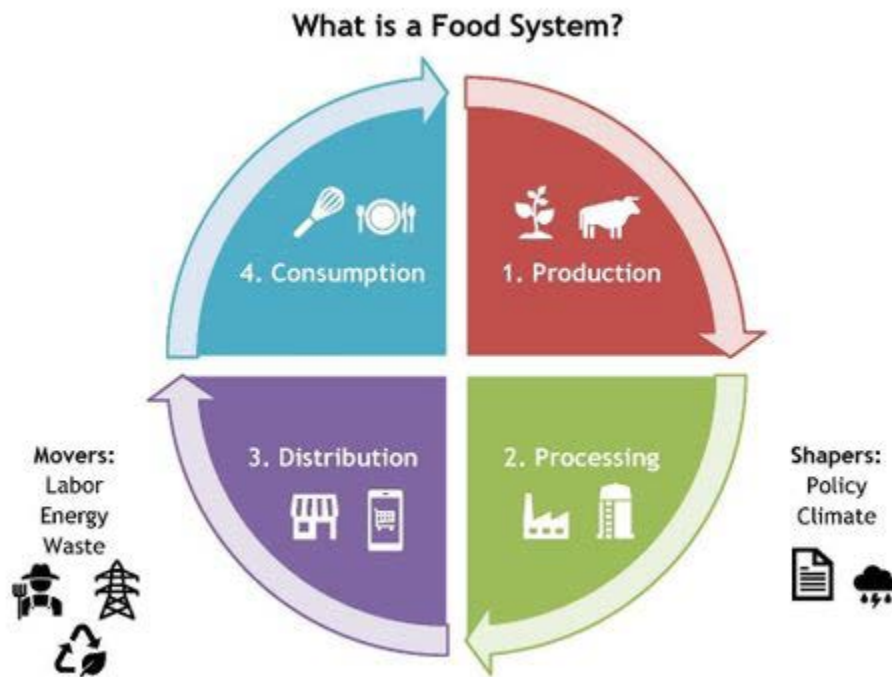 What is a Food System?
4. Consumption
1. Production
3. Distribution
2. Processing
Movers:
Labor
Energy
Waste
Shapers:
Policy
Climate